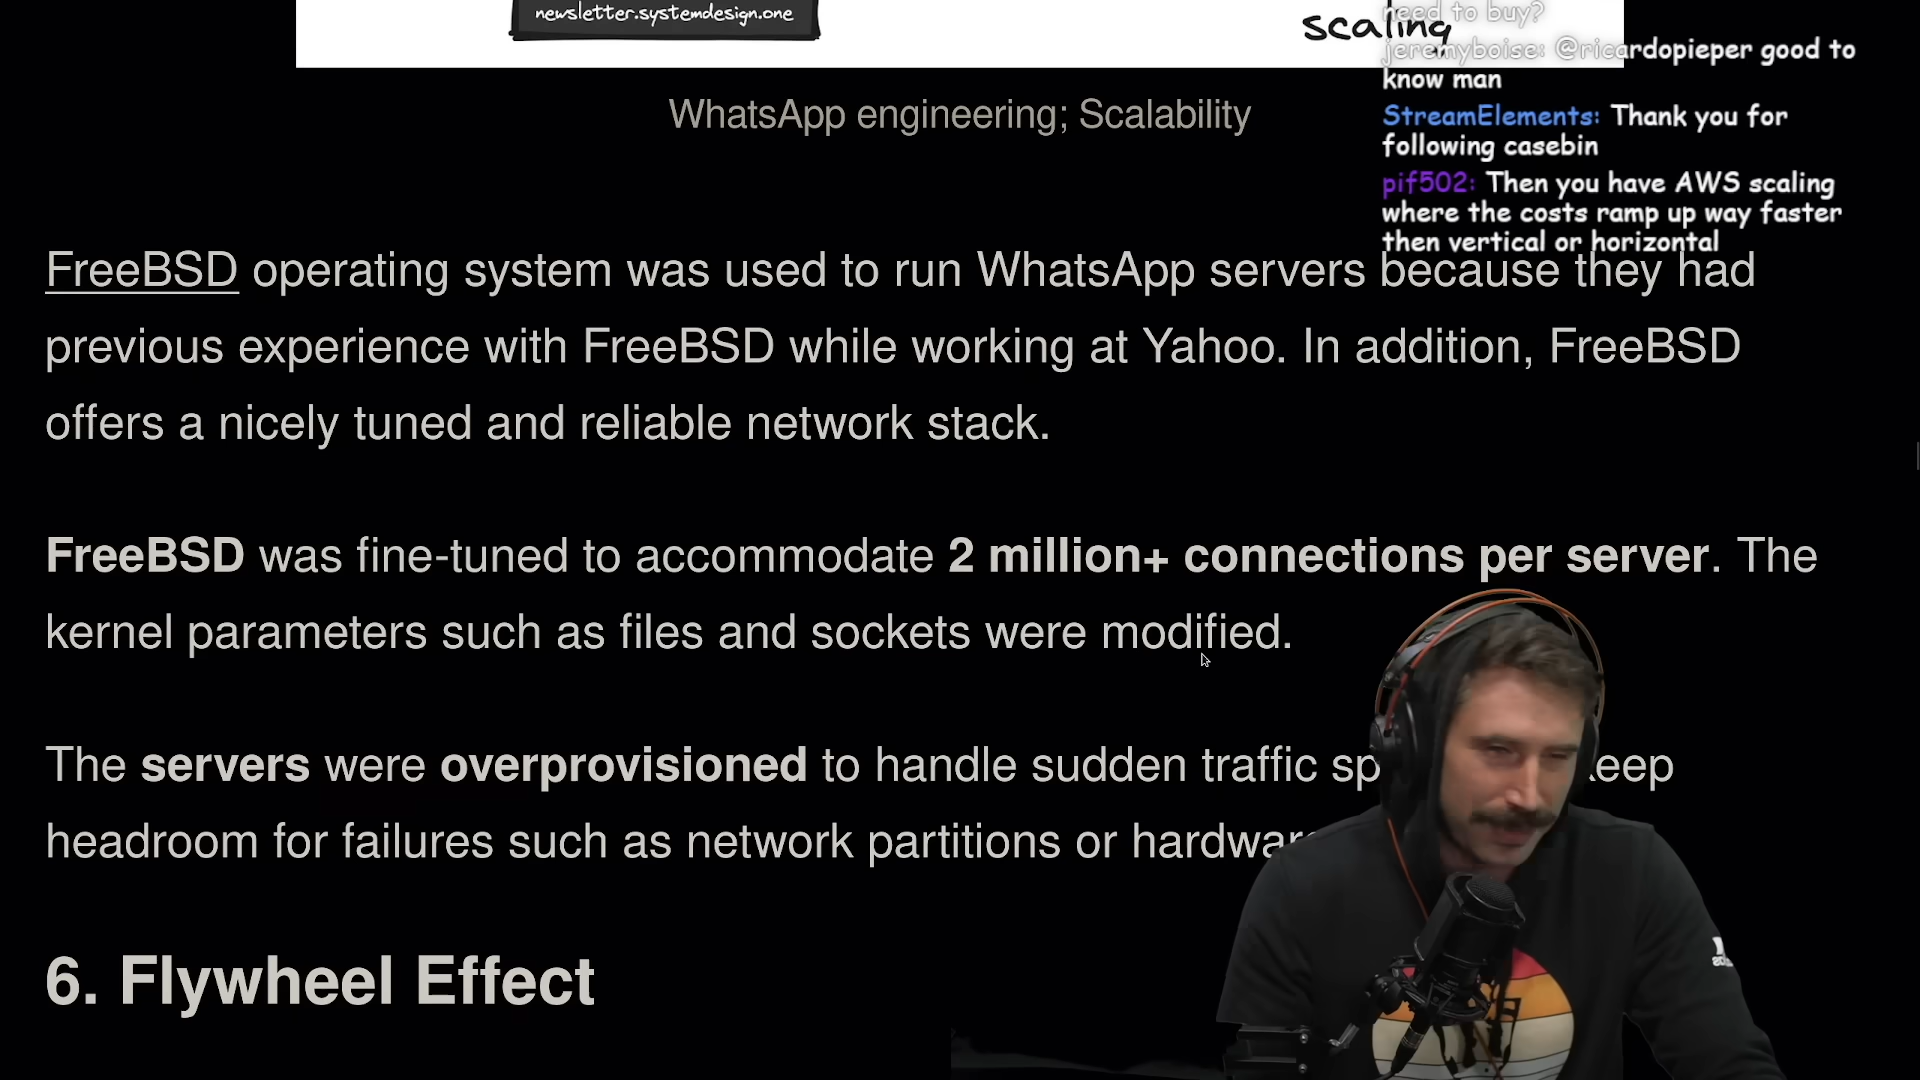 newsletter.systemdesign.one
scaling
need to buy?
jeremyboise: @ricardopieper good to
know man
StreamElements: Thank you for
following casebin
pif502: Then you have AWS scaling
where the costs ramp up way faster
then vertical or horizontal
WhatsApp engineering; Scalability
FreeBSD operating system was used to run WhatsApp servers because they had
previous experience with FreeBSD while working at Yahoo. In addition, FreeBSD
offers a nicely tuned and reliable network stack.
FreeBSD was fine-tuned to accommodate 2 million+ connections per server. The
kernel parameters such as files and sockets were modified.
The servers were overprovisioned to handle sudden traffic keep
headroom for failures such as network partitions or
6. Flywheel Effect